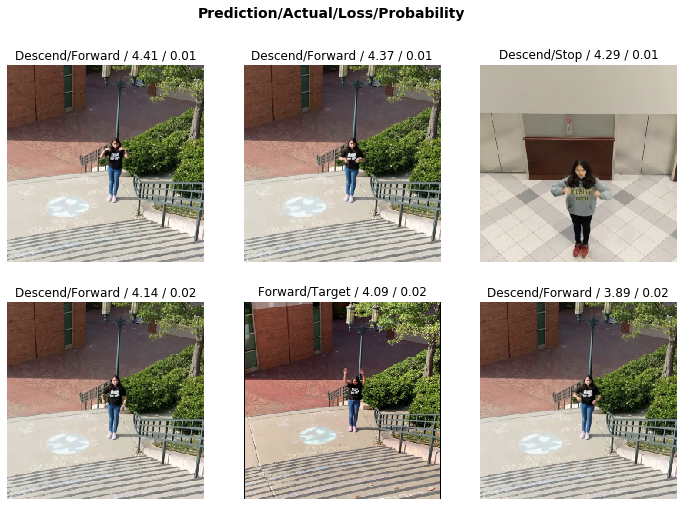 Prediction/Actual/Loss/Probability
Descend/Forward / 4.41 / 0.01
Descend/Forward / 4.37 / 0.01
Descend/Stop / 4.29 / 0.01
Descend/Forward / 4.14 / 0.02
Forward/Target / 4.09 / 0.02
Descend/Forward / 3.89 / 0.02